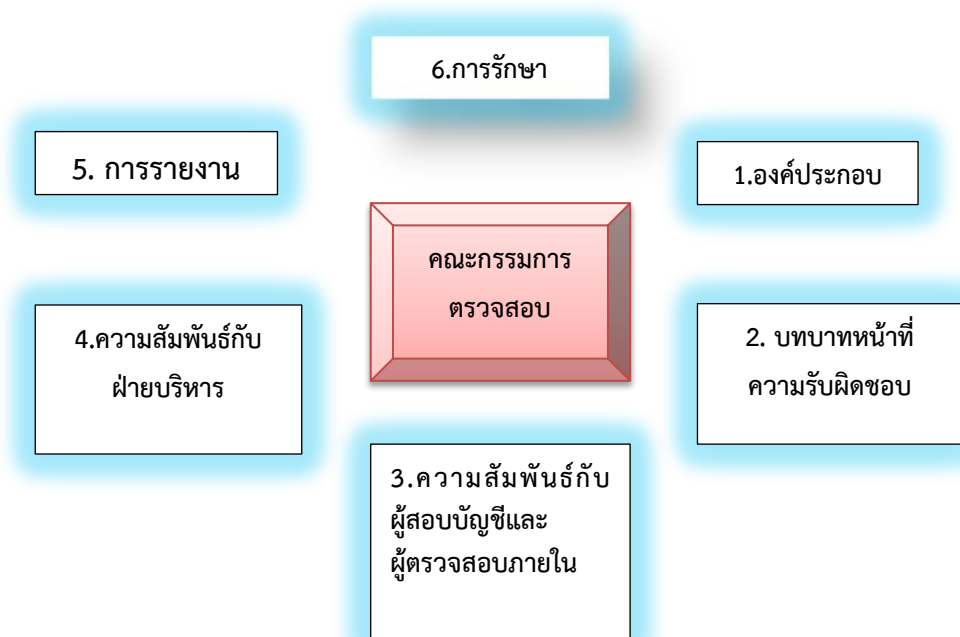 6.การรักษา
5. การรายงาน
1.องค์ประกอบ
คณะกรรมการ
ตรวจสอบ
4.ความสัมพันธ์กับ
ฝ่ายบริหาร
2. บทบาทหน้าที่
ความรับผิดชอบ
3.ความสัมพันธ์กับ
ผู้สอบบัญชีและ
ผู้ตรวจสอบภายใน